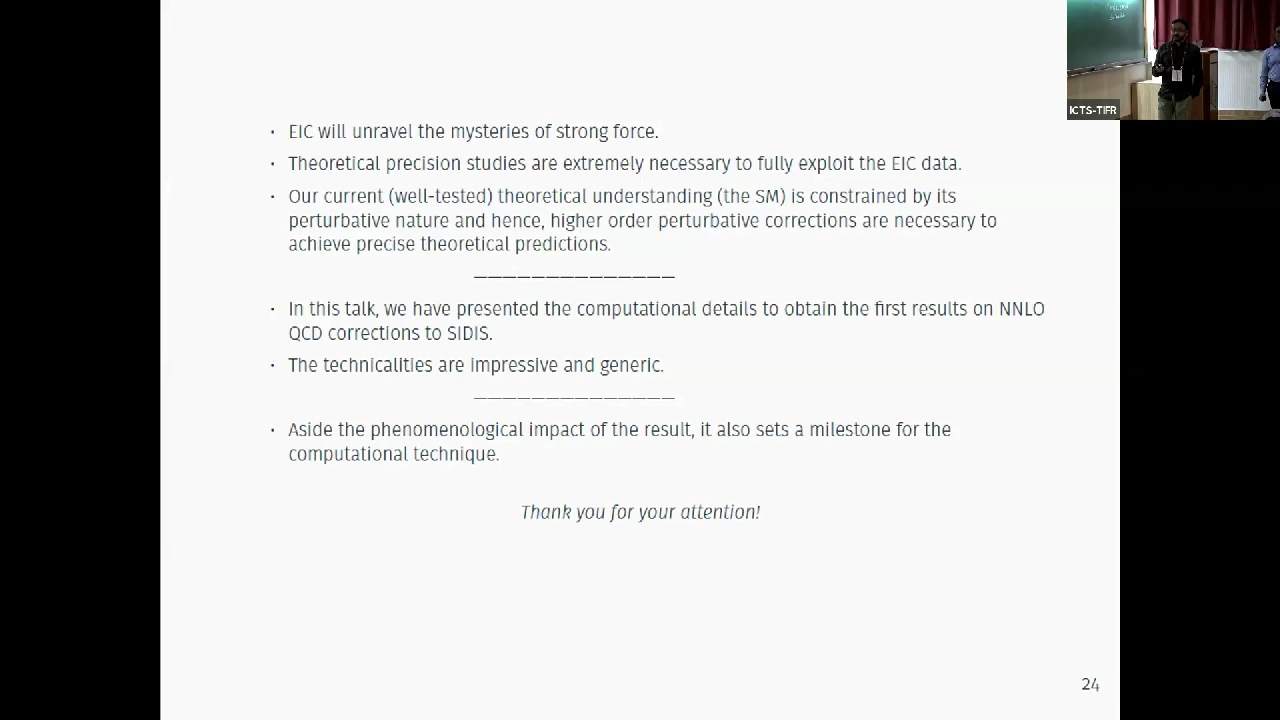 ICTS-TIFR
• EIC will unravel the mysteries of strong force.
• Theoretical precision studies are extremely necessary to fully exploit the EIC data.
• Our current (well-tested) theoretical understanding (the SM) is constrained by its
perturbative nature and hence, higher order perturbative corrections are necessary to
achieve precise theoretical predictions.
——————————————
• In this talk, we have presented the computational details to obtain the first results on NNLO
QCD corrections to SIDIS.
• The technicalities are impressive and generic.
——————————————
• Aside the phenomenological impact of the result, it also sets a milestone for the
computational technique.
Thank you for your attention!
24